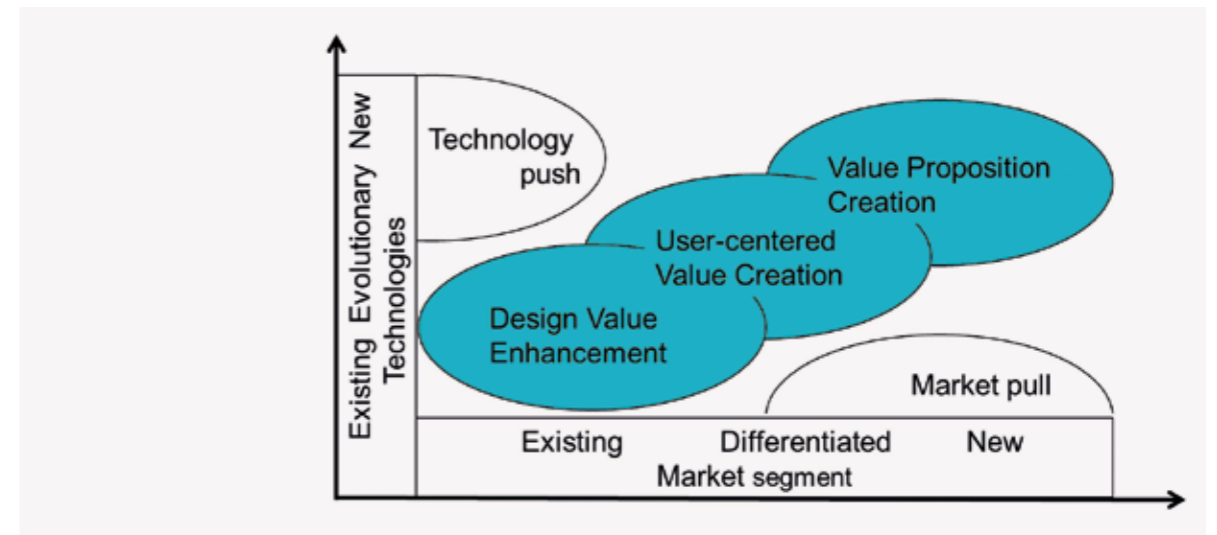 Existing Evolutionary New
Technologies
Technology
push
Value Proposition
Creation
User-centered
Value Creation
Design Value
Enhancement
Market pull
Existing Differentiated New
Market segment